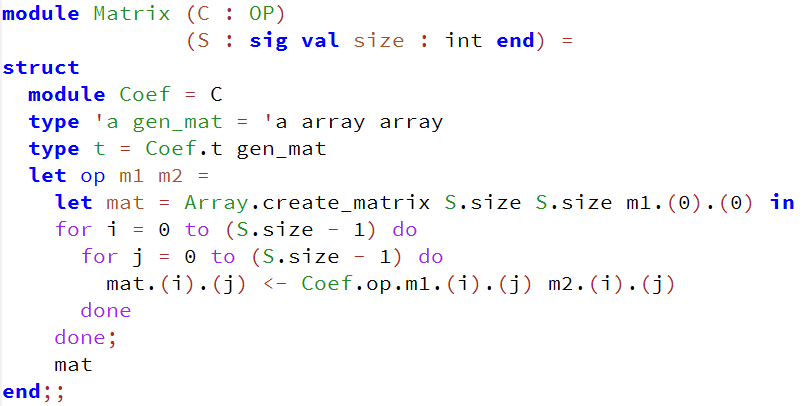 module Matrix (C : OP)
              (S : sig val size : int end) =
struct
  module Coef = C
  type 'a gen_mat = 'a array array
  type t = Coef.t gen_mat
  let op m1 m2 =
    let mat = Array.create_matrix S.size S.size m1.(0).(0) in
    for i = 0 to (S.size - 1) do
      for j = 0 to (S.size - 1) do
        mat.(i).(j) <- Coef.op.m1.(i).(j) m2.(i).(j)
      done
    done;
    mat
end;;